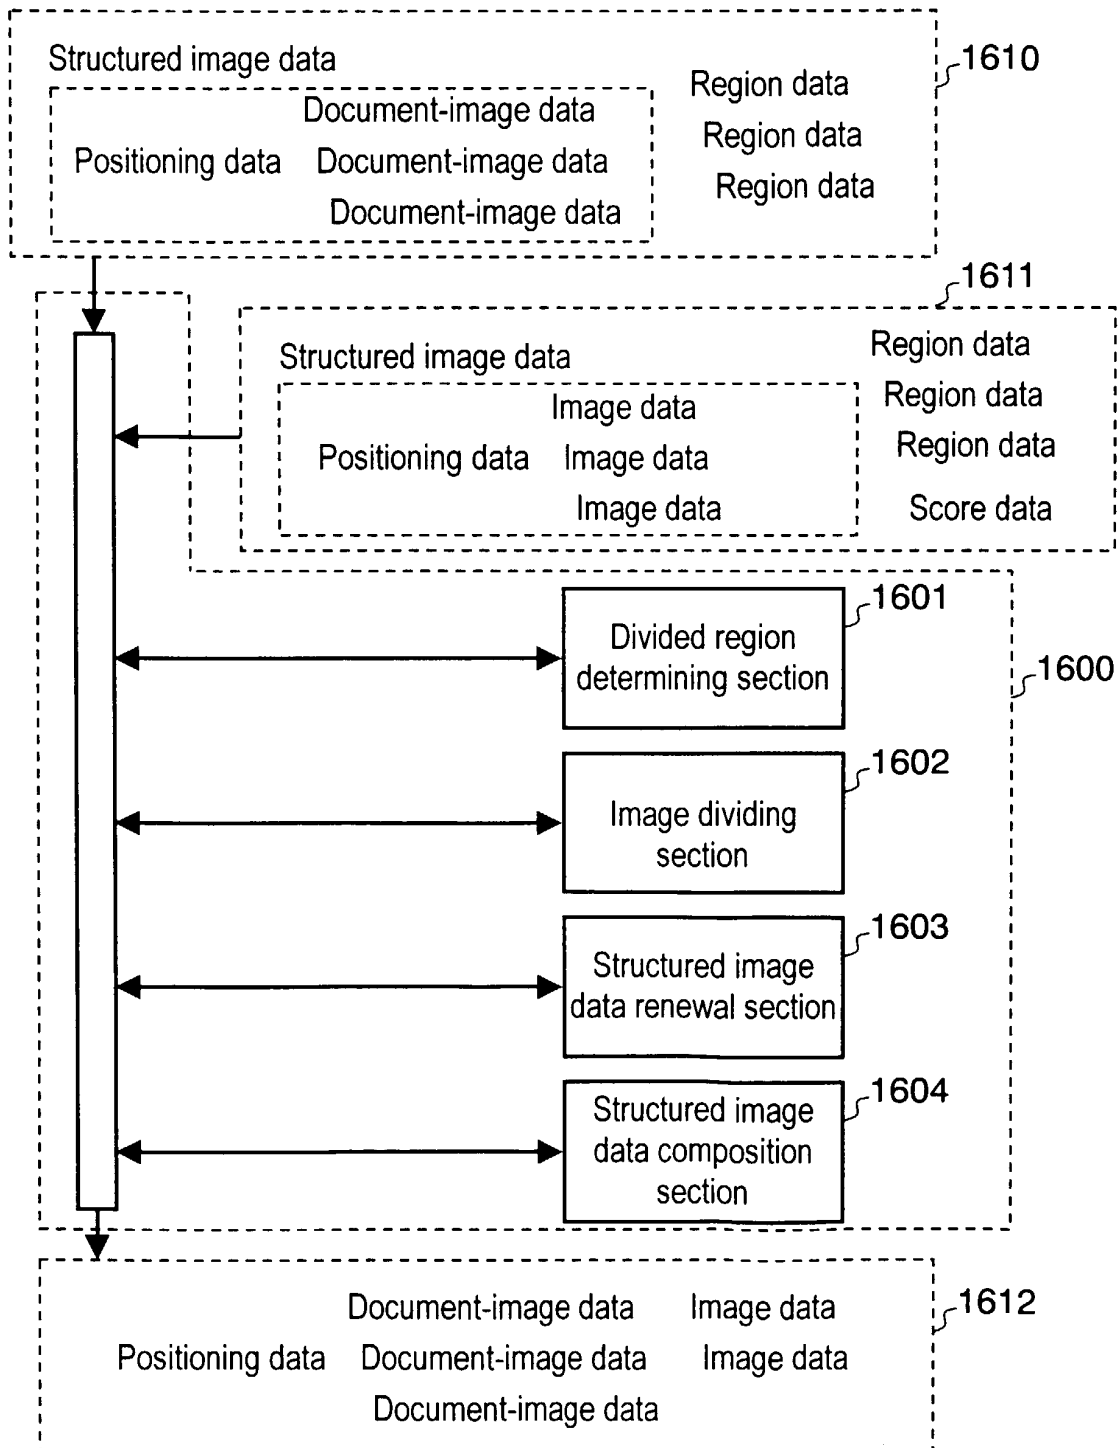 Structured image data
1610
Region data
Document-image data
Region data
Positioning data Document-image data
Region data
Document-image data
1611
Structured image data
Region data
Image data
Region data
Positioning data Image data
Region data
Image data
Score data
1601
Divided region
determining section
1600
1602
Image dividing
section
1603
Structured image
data renewal section
1604
Structured image
data composition
section
1612
Document-image data Image data
Positioning data Document-image data Image data
Document-image data